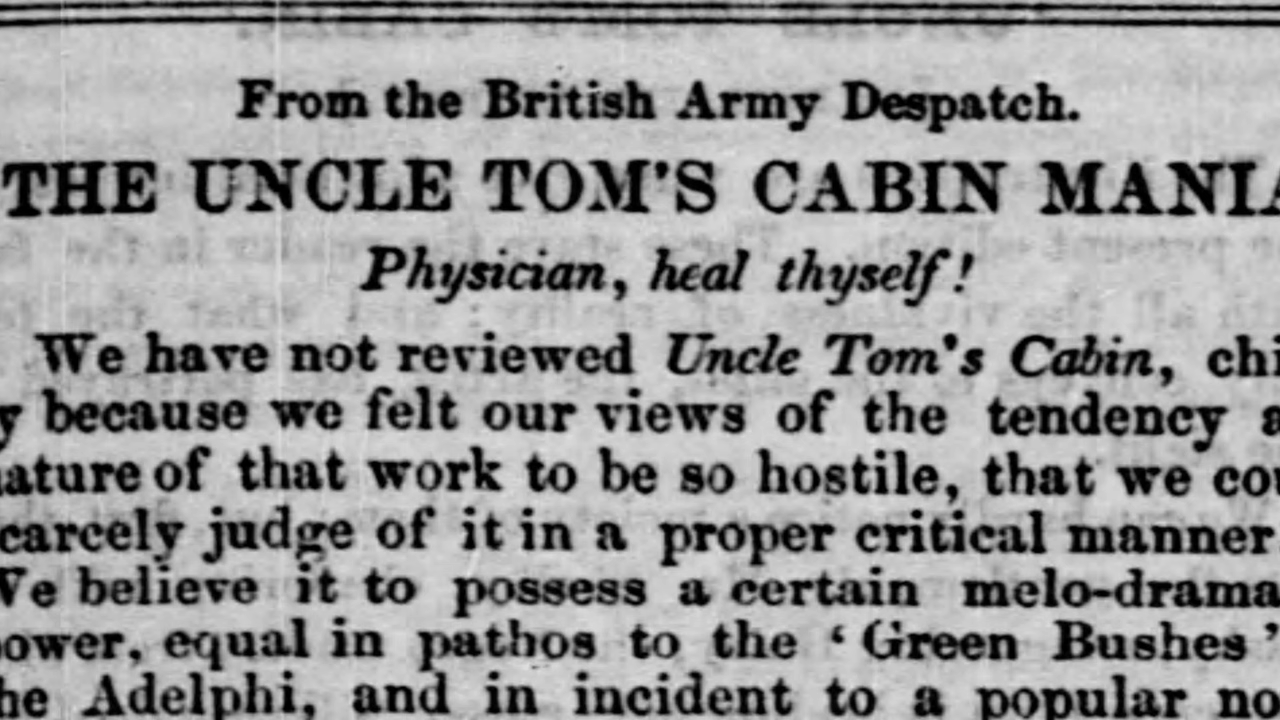 From the British Army Despatch.
THE UNCLE TOM'S CABIN MANIA
Physician, heal thyself!
We have not reviewed Uncle Tom's Cabin, chi
y because we felt our views of the tendency a
ature of that work to be so hostile, that we cou
carcely judge of it in a proper critical manner
We believe it to possess a certain melo-drama
ower, equal in pathos to the ‘Green Bushes’
he Adelphi, and in incident to a popular no